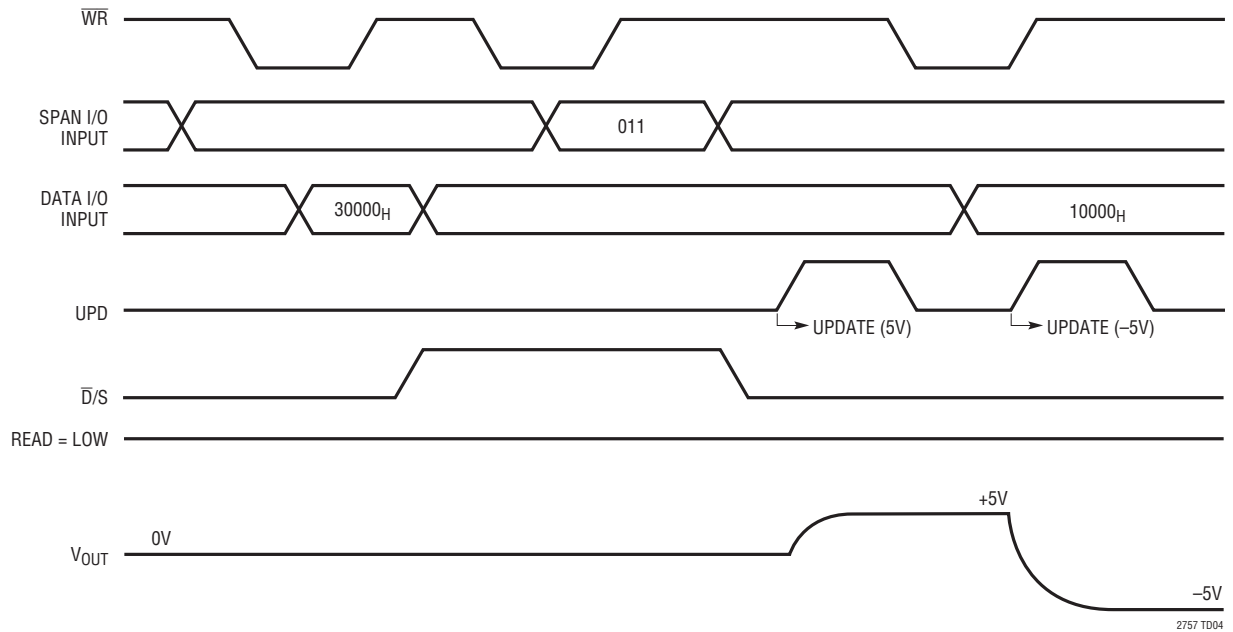 W̅R̅
SPAN I/O
INPUT
011
DATA I/O
INPUT
30000H
10000H
UPD
UPDATE (5V)
UPDATE (–5V)
D̅/S
READ = LOW
VOUT
0V
+5V
–5V
2757 TD04